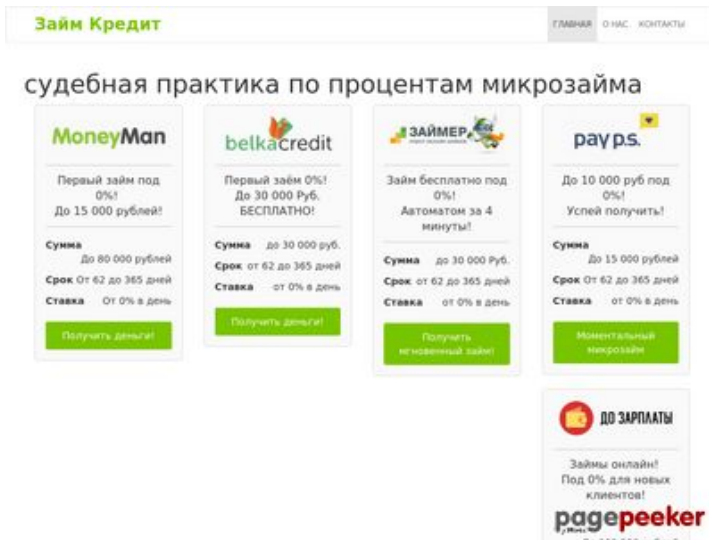 Займ Кредит
ГЛАВНАЯ О НАС КОНТАКТЫ
судебная практика по процентам микрозайма
MoneyMan
Первый займ под
0%!
До 15 000 рублей!
Сумма
До 80 000 рублей
Срок От 62 до 365 дней
Ставка От 0% в день
Получить деньги!
belkacredit
Первый заём 0%!
До 30 000 Руб.
БЕСПЛАТНО!
Сумма до 30 000 руб.
Срок от 62 до 365 дней
Ставка от 0% в день
Получить деньги!
ЗАЙМЕР
Займ бесплатно под
0%!
Автоматом за 4
минуты!
Сумма до 30 000 Руб.
Срок от 62 до 365 дней
Ставка от 0% в день
Получить
мгновенный займ!
pay p.s.
До 10 000 руб под
0%!
Успей получить!
Сумма
До 15 000 рублей
Срок От 62 до 365 дней
Ставка от 0% в день
Моментальный
микрозайм
ДО ЗАРПЛАТЫ
Займы онлайн!
Под 0% для новых
клиентов!
pagepeeker